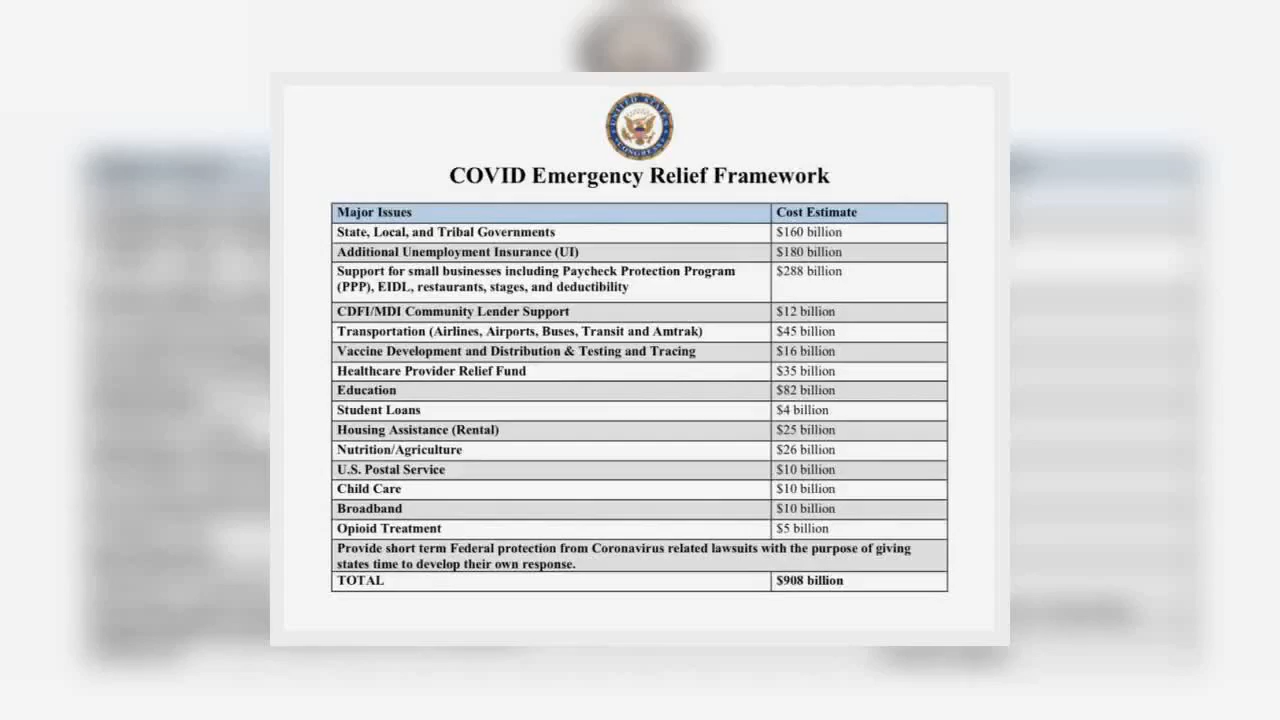 UNITED STATES
CONGRESS
COVID Emergency Relief Framework
Major Issues Cost Estimate
State, Local, and Tribal Governments $160 billion
Additional Unemployment Insurance (UI) $180 billion
Support for small businesses including Paycheck Protection Program $288 billion
(PPP), EIDL, restaurants, stages, and deductibility
CDFI/MDI Community Lender Support $12 billion
Transportation (Airlines, Airports, Buses, Transit and Amtrak) $45 billion
Vaccine Development and Distribution & Testing and Tracing $16 billion
Healthcare Provider Relief Fund $35 billion
Education $82 billion
Student Loans $4 billion
Housing Assistance (Rental) $25 billion
Nutrition/Agriculture $26 billion
U.S. Postal Service $10 billion
Child Care $10 billion
Broadband $10 billion
Opioid Treatment $5 billion
Provide short term Federal protection from Coronavirus related lawsuits with the purpose of giving
states time to develop their own response.
TOTAL $908 billion